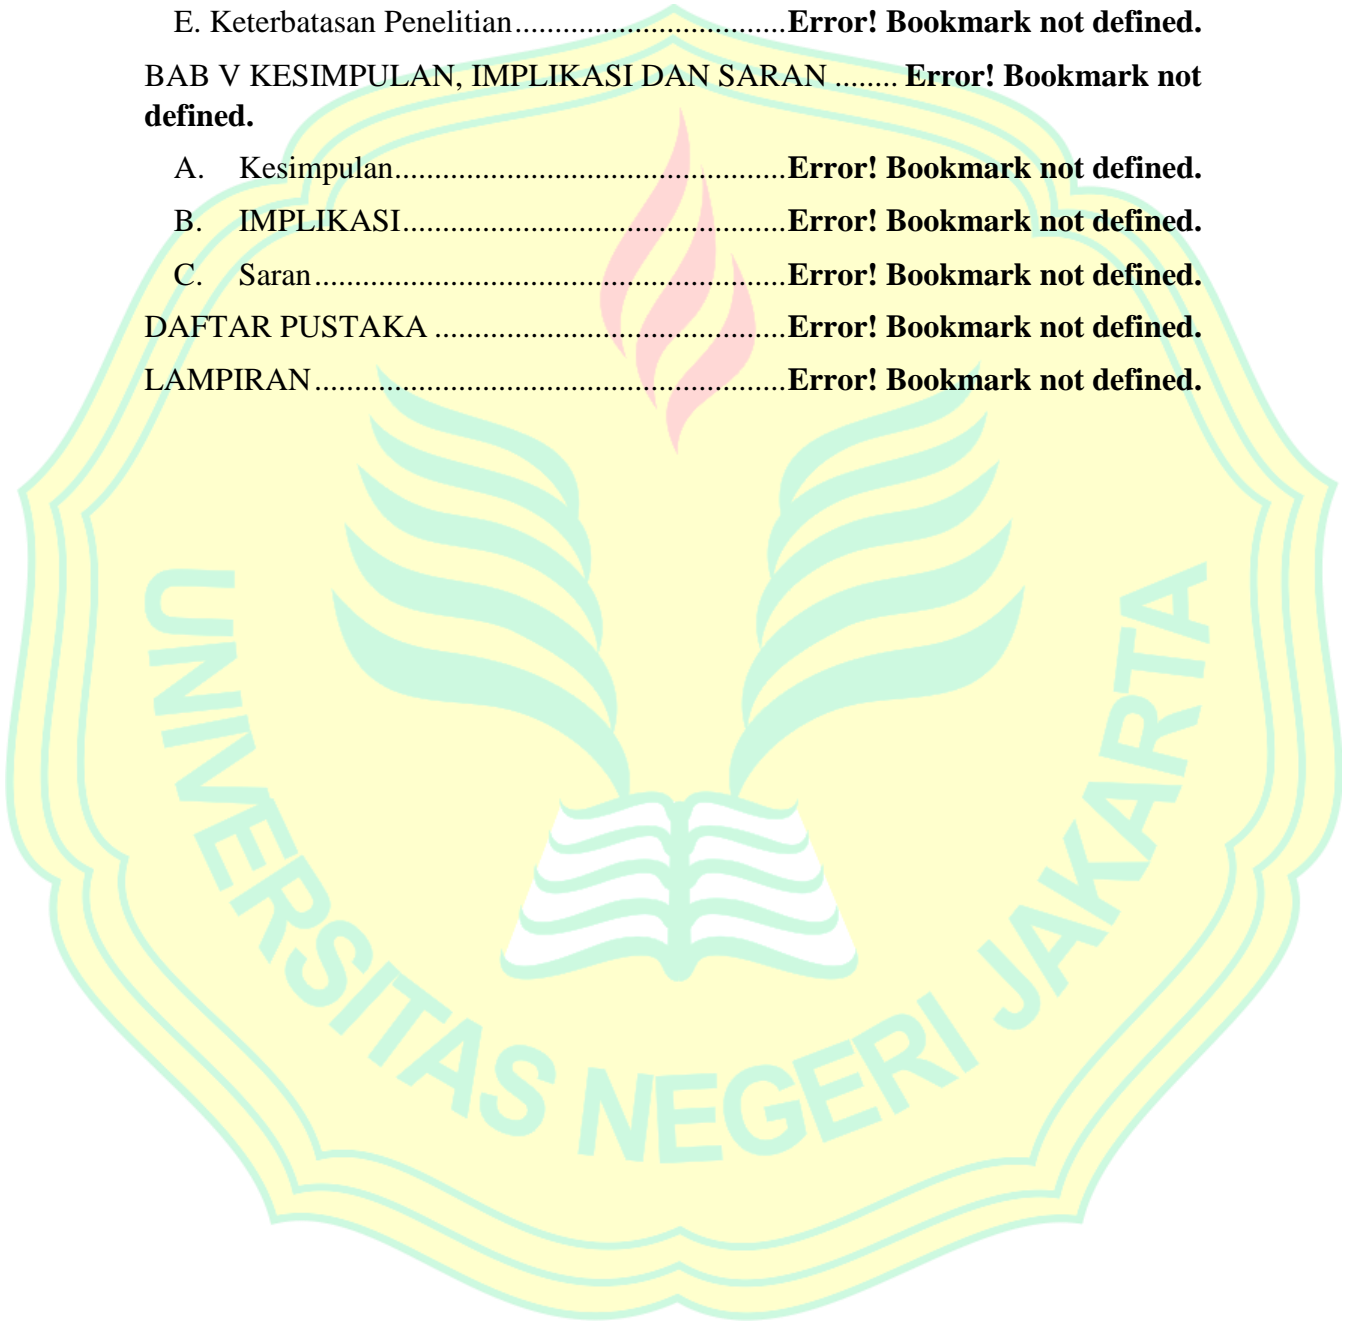 E. Keterbatasan Penelitian..................................Error! Bookmark not defined.
BAB V KESIMPULAN, IMPLIKASI DAN SARAN ........ Error! Bookmark not
defined.
A. Kesimpulan.................................................Error! Bookmark not defined.
B. IMPLIKASI................................................Error! Bookmark not defined.
C. Saran...........................................................Error! Bookmark not defined.
DAFTAR PUSTAKA ............................................Error! Bookmark not defined.
LAMPIRAN...........................................................Error! Bookmark not defined.
UNIVERSITAS NEGERI JAKARTA